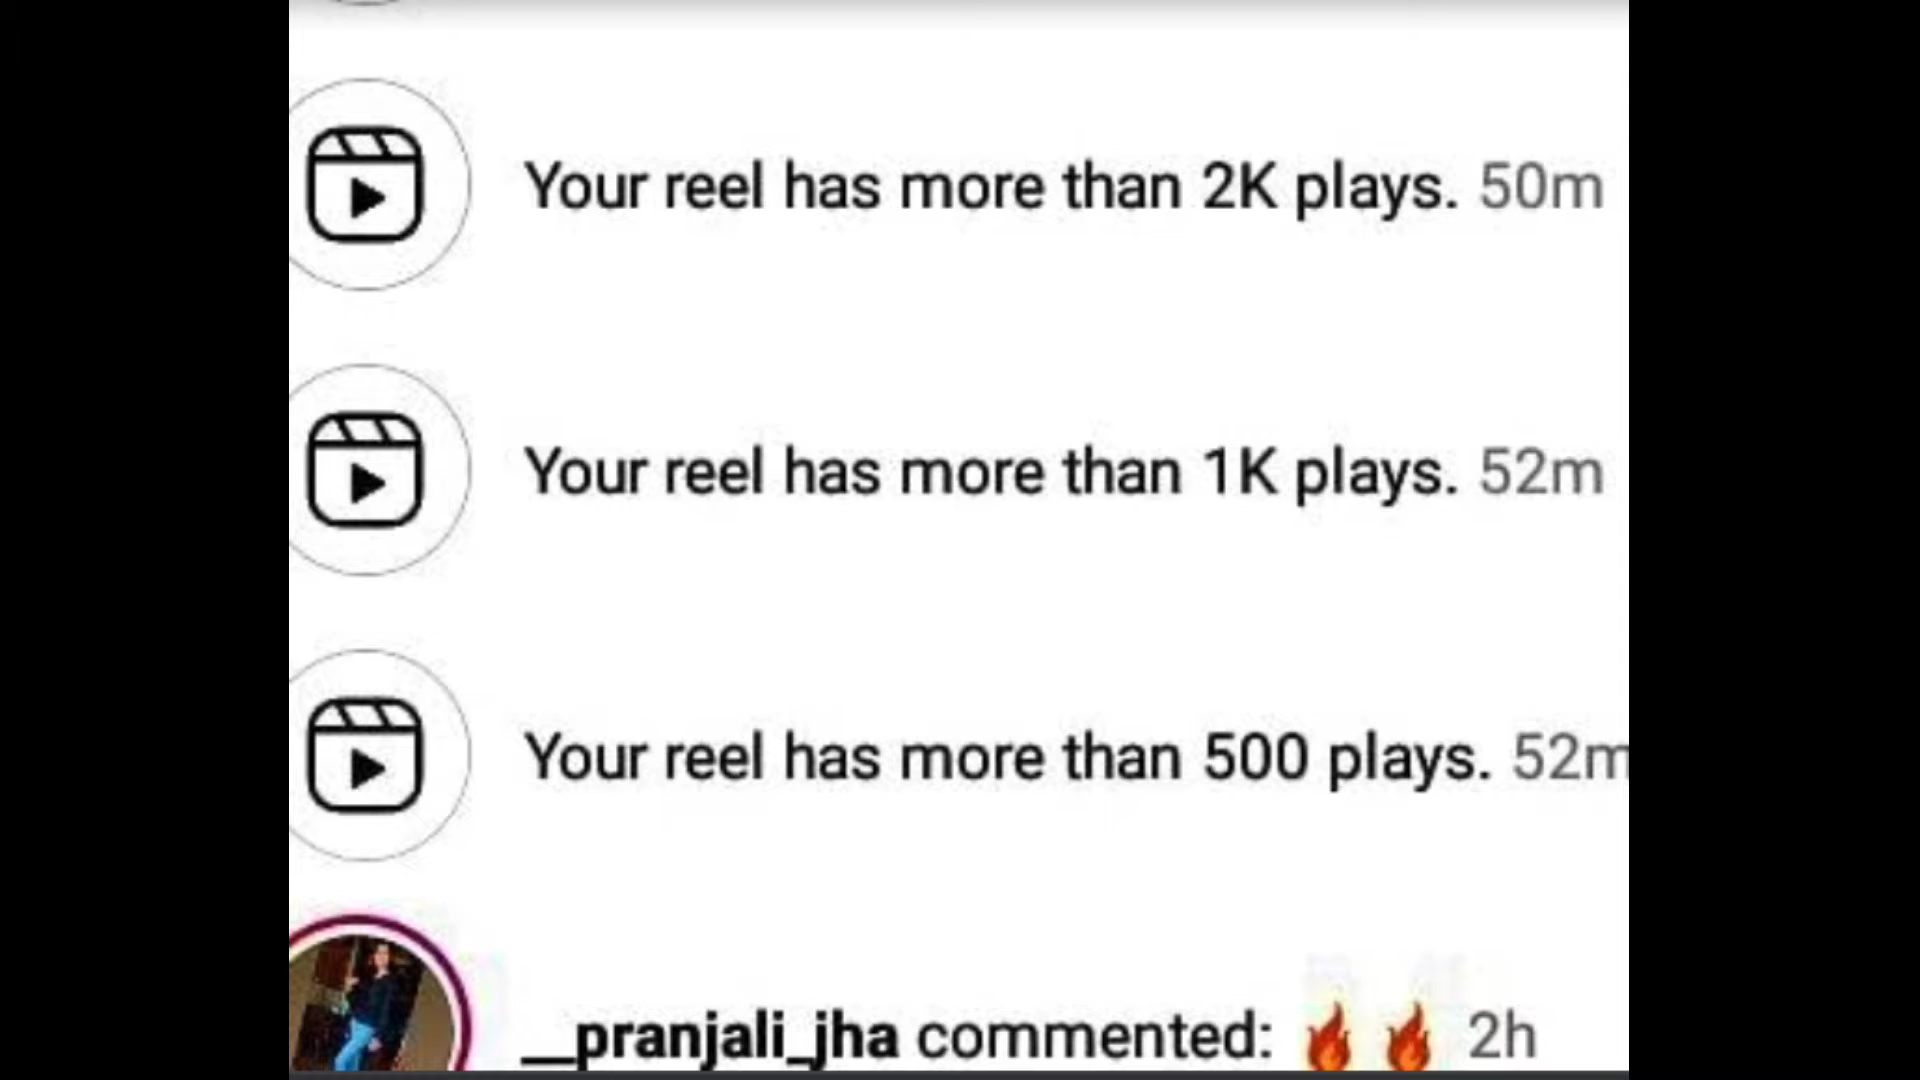 Your reel has more than 2K plays. 50m
Your reel has more than 1K plays. 52m
Your reel has more than 500 plays. 52m
__pranjali_jha commented: 🔥🔥 2h